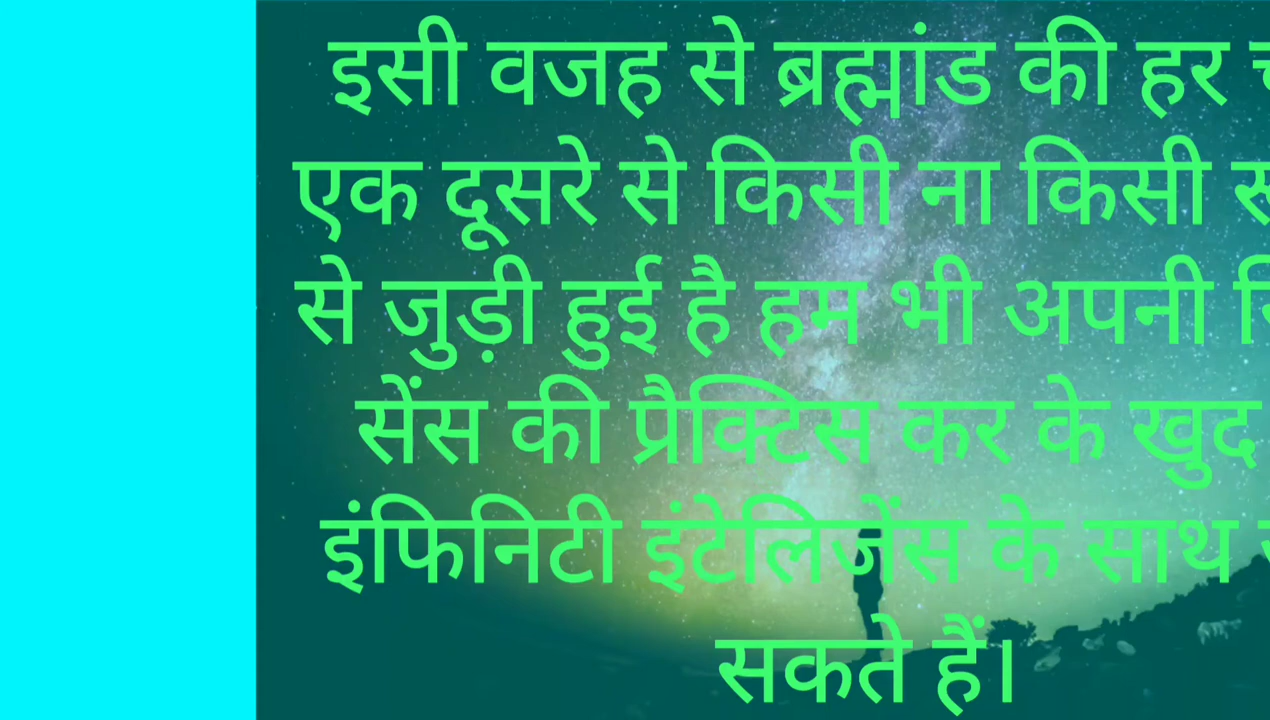 इसी वजह से ब्रह्मांड की हर
एक दूसरे से किसी ना किसी
से जुड़ी हुई है हम भी अपनी
सेंस की प्रैक्टिस कर के खुद
इंफिनिटी इंटेलिजेंस के साथ
सकते हैं।